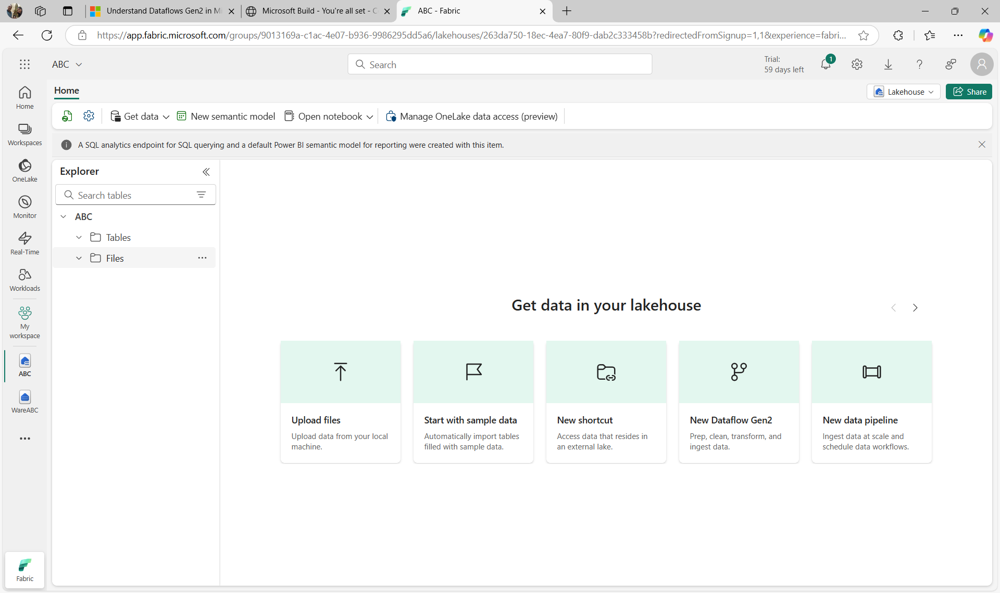 Understand Dataflows Gen2 in Mi
Microsoft Build - You're all set - C
ABC - Fabric
https://app.fabric.microsoft.com/groups/9013169a-c1ac-4e07-b936-9986295dd5a6/lakehouses/263da750-18ec-4ea7-80f9-dab2c333458b?redirectedFromSignup=1,1&experience=fabri...
ABC
Search
Trial:
59 days left
1
Home
Lakehouse
Share
Get data
New semantic model
Open notebook
Manage OneLake data access (preview)
A SQL analytics endpoint for SQL querying and a default Power BI semantic model for reporting were created with this item.
Home
Workspaces
OneLake
Monitor
Real-Time
Workloads
My
workspace
ABC
WareABC
Fabric
Explorer
Search tables
ABC
Tables
Files
Get data in your lakehouse
Upload files
Upload data from your local
machine.
Start with sample data
Automatically import tables
filled with sample data.
New shortcut
Access data that resides in
an external lake.
New Dataflow Gen2
Prep, clean, transform, and
ingest data.
New data pipeline
Ingest data at scale and
schedule data workflows.